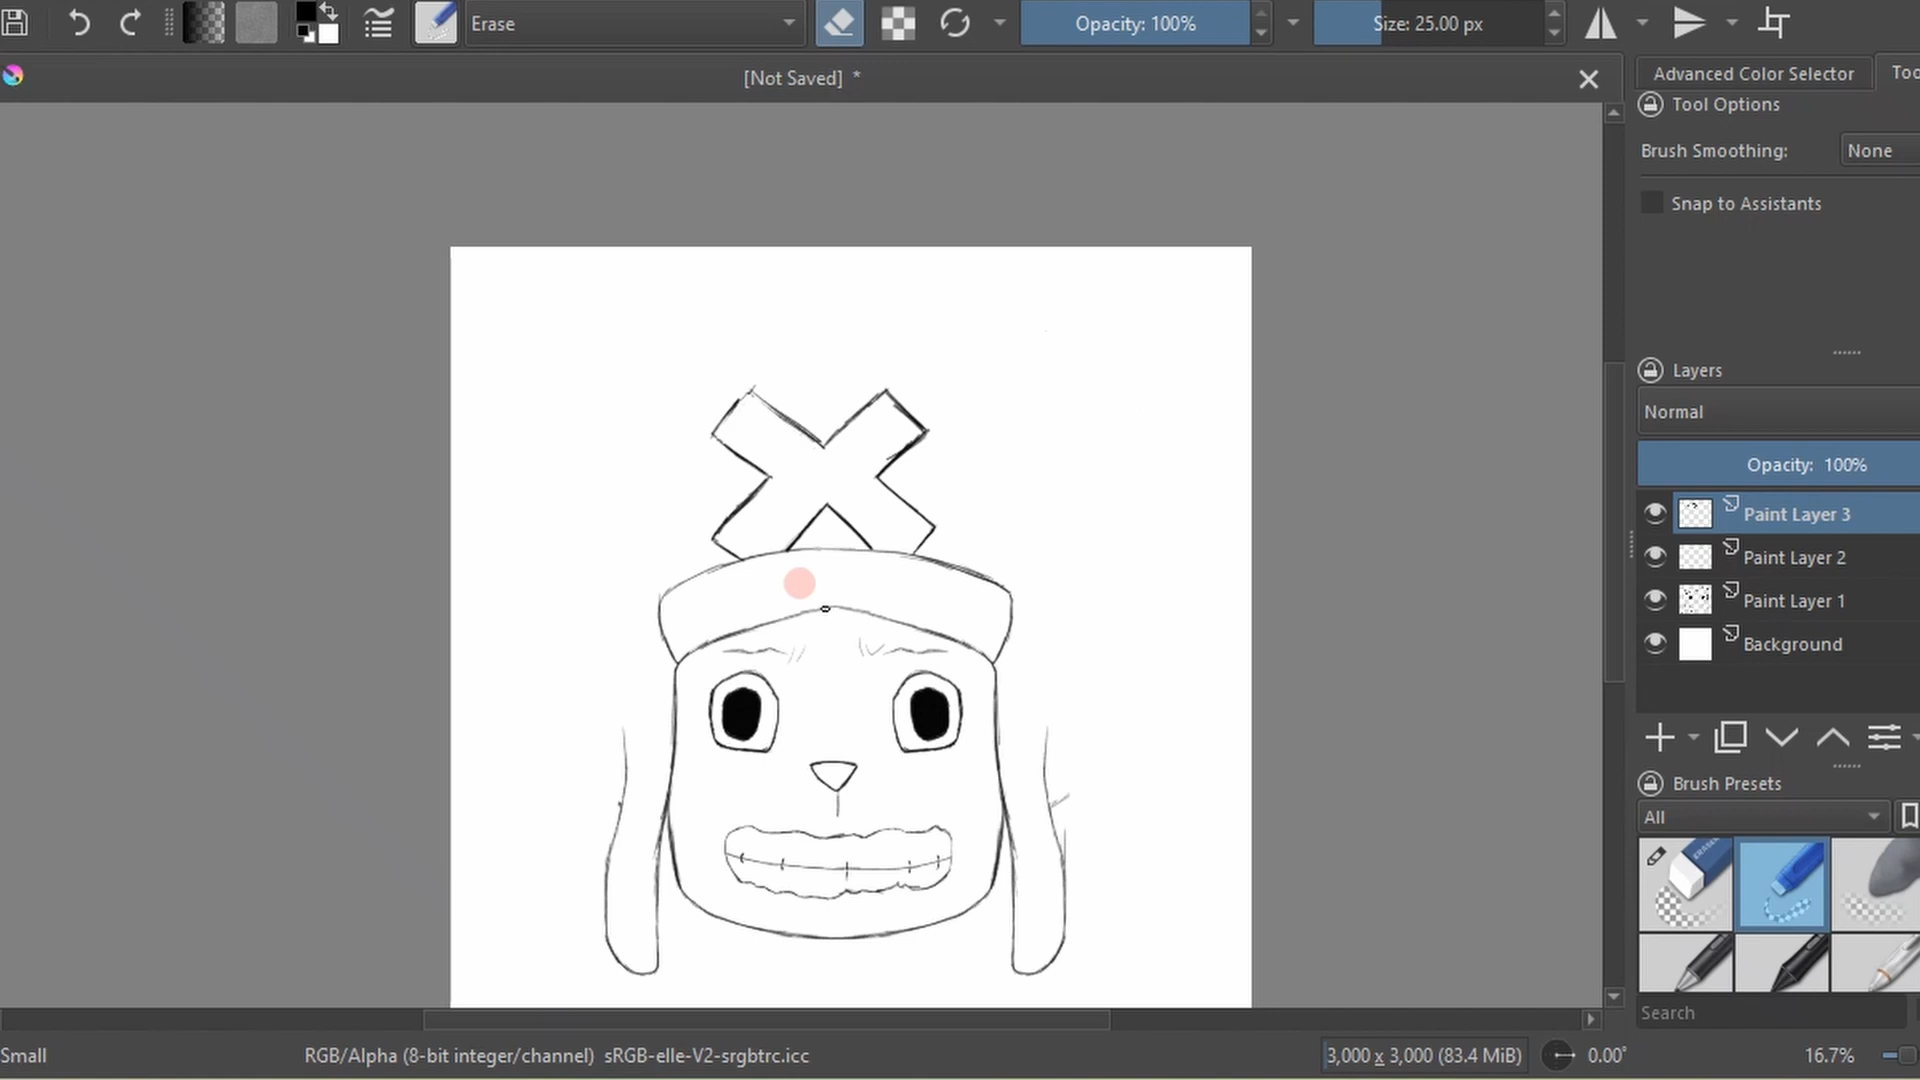 Erase
Opacity: 100%
Size: 25.00 px
[Not Saved] *
Advanced Color Selector
Too
Tool Options
Brush Smoothing:
None
Snap to Assistants
Layers
Normal
Opacity: 100%
Paint Layer 3
Paint Layer 2
Paint Layer 1
Background
Brush Presets
All
ERASER
Search
Small
RGB/Alpha (8-bit integer/channel) sRGB-elle-V2-srgbtrc.icc
3,000 x 3,000 (83.4 MiB)
0.00°
16.7%